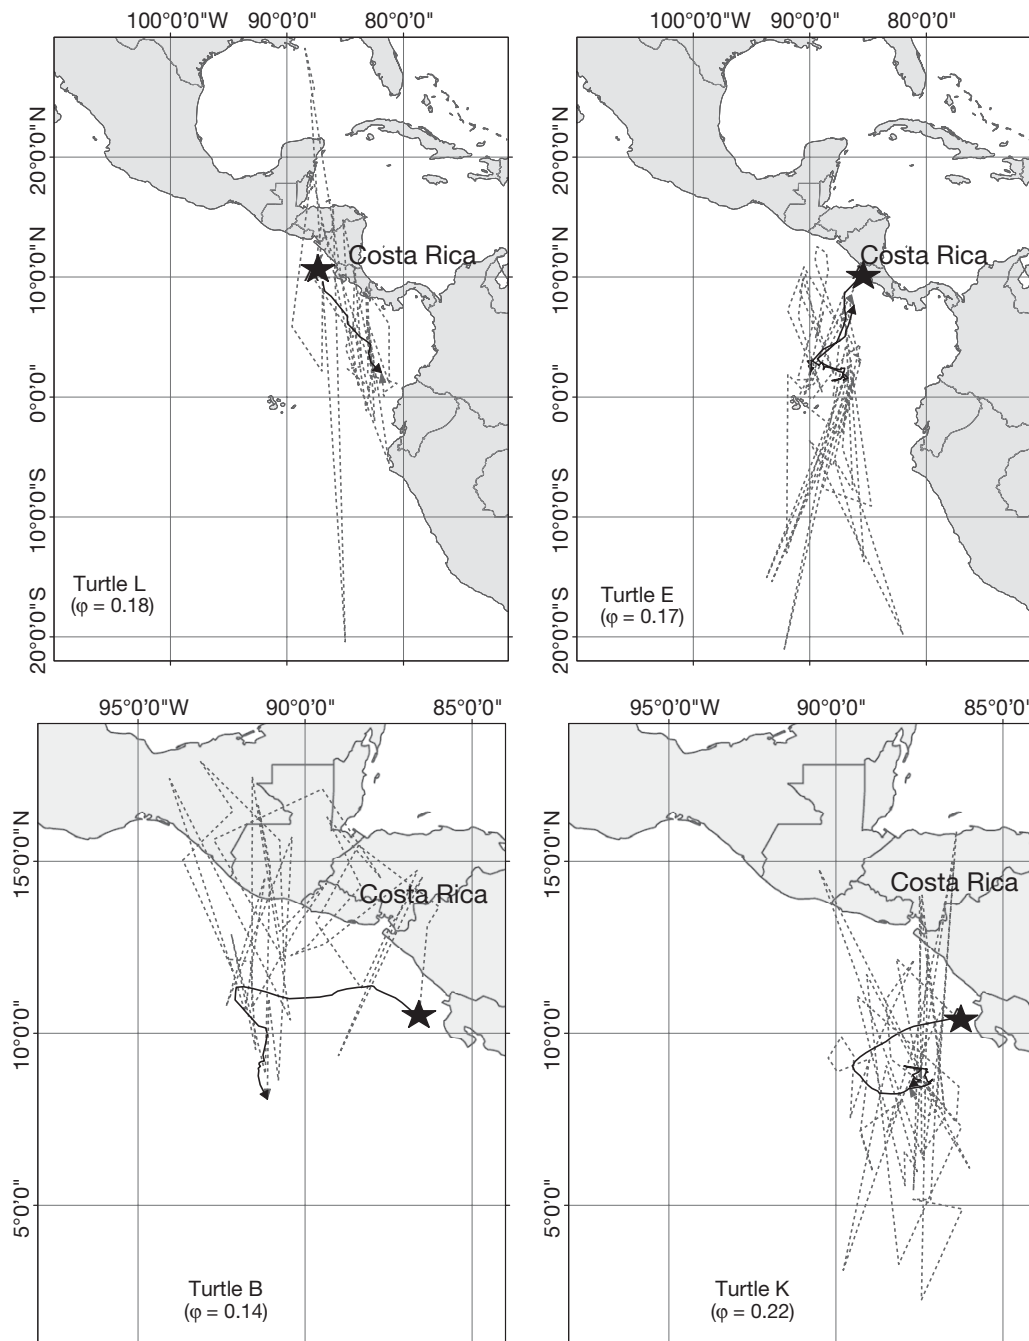 100°0'0"W 90°0'0" 80°0'0"
100°0'0"W 90°0'0" 80°0'0"
20°0'0"N
10°0'0"N
0°0'0"
10°0'0"S
20°0'0"S
Costa Rica
Turtle L
(φ = 0.18)
20°0'0"N
10°0'0"N
0°0'0"
10°0'0"S
20°0'0"S
Costa Rica
Turtle E
(φ = 0.17)
95°0'0"W 90°0'0" 85°0'0"
95°0'0"W 90°0'0" 85°0'0"
15°0'0"N
10°0'0"
5°0'0"
Costa Rica
Turtle B
(φ = 0.14)
15°0'0"N
10°0'0"
5°0'0"
Costa Rica
Turtle K
(φ = 0.22)